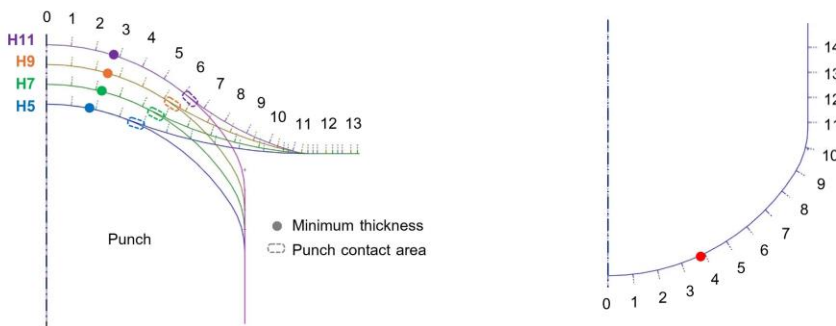 0 1 2 3 4 5 6 7 8 9 10 11 12 13
H11
H9
H7
H5
Punch
Minimum thickness
Punch contact area
0 1 2 3 4 5 6 7 8 9 10 11 12 13 14